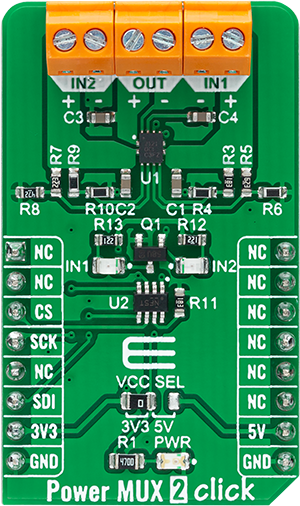 IN2 OUT IN1
+ - + - - +
C3 C4
U1
R7 R9 R3 R5
R8 R10 C2 C1 R4 R6
R13 Q1 R12
IN1 IN2
U2 R11
NC NC
NC NC
CS NC
SCK NC
NC NC
SDI NC
3V3 5V
GND GND
VCC SEL
0
3V3 5V
R1 PWR
4700
Power MUX 2 click